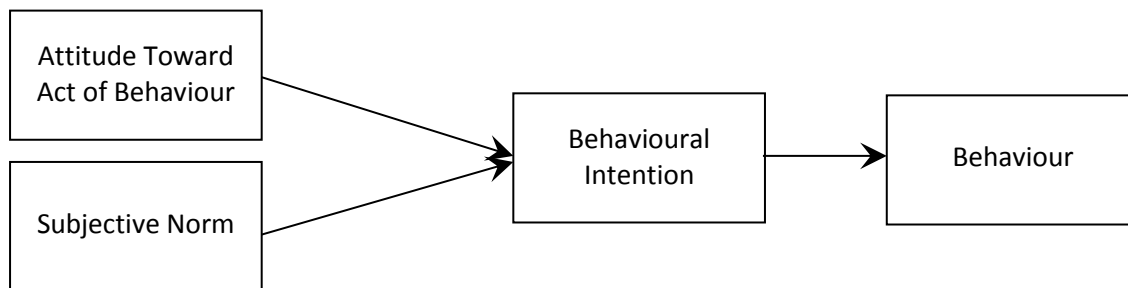 Attitude Toward
Act of Behaviour
Subjective Norm
Behavioural
Intention
Behaviour